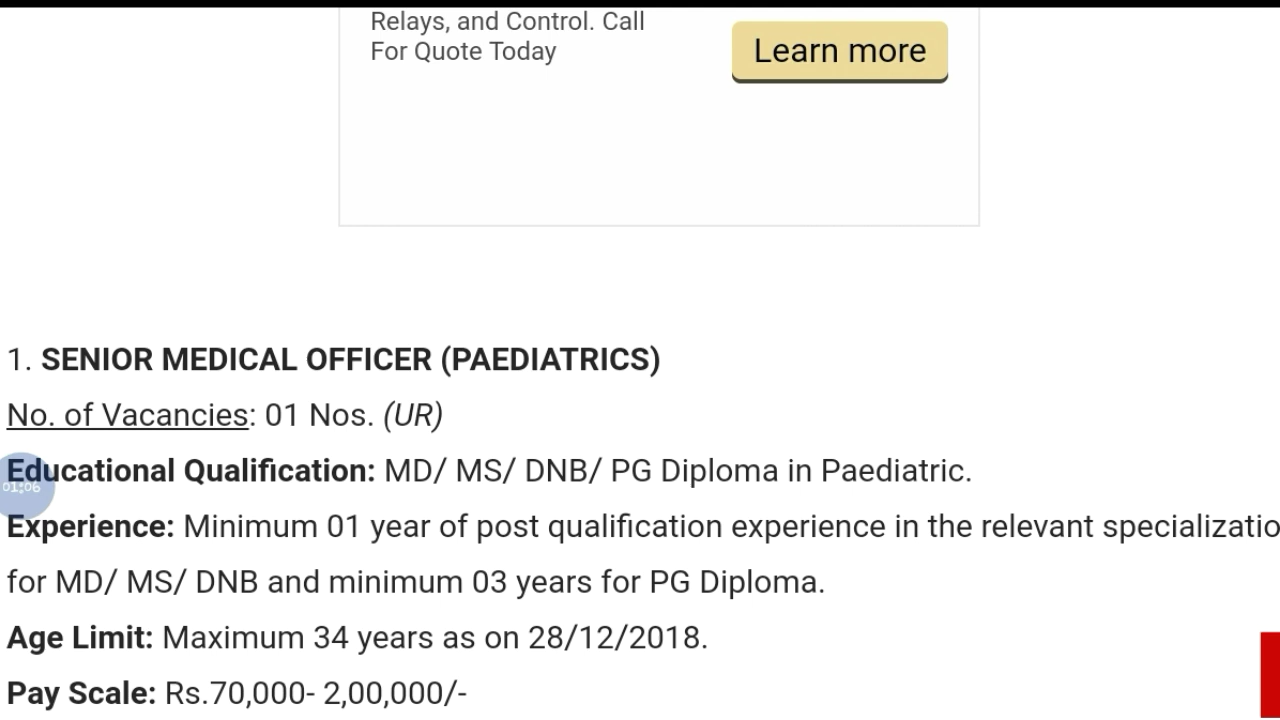 Relays, and Control. Call
For Quote Today
Learn more
1. SENIOR MEDICAL OFFICER (PAEDIATRICS)
No. of Vacancies: 01 Nos. (UR)
Educational Qualification: MD/ MS/ DNB/ PG Diploma in Paediatric.
01:06
Experience: Minimum 01 year of post qualification experience in the relevant specializatio
for MD/ MS/ DNB and minimum 03 years for PG Diploma.
Age Limit: Maximum 34 years as on 28/12/2018.
Pay Scale: Rs.70,000- 2,00,000/-